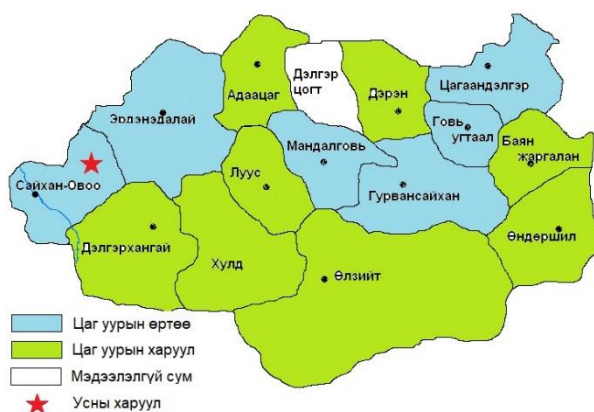 Дэлгэр
цогт
Адаацаг
Дэрэн
Цагаандэлгэр
Эрдэнэдалай
Говь
угтаал
Мандалговь
Баян
жаргалан
Луус
Гурвансайхан
Сайхан-Овоо
Өндөршил
Дэлгэрхангай
Хулд
Өлзийт
Цаг уурын өртөө
Цаг уурын харуул
Мэдээлэлгүй сум
Усны харуул